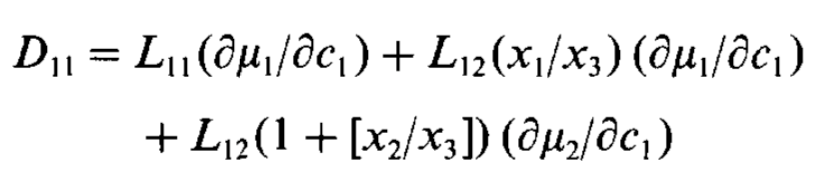 D₁₁ = L₁₁(∂μ₁/∂c₁) + L₁₂(x₁/x₃) (∂μ₁/∂c₁)
+ L₁₂(1 + [x₂/x₃]) (∂μ₂/∂c₁)